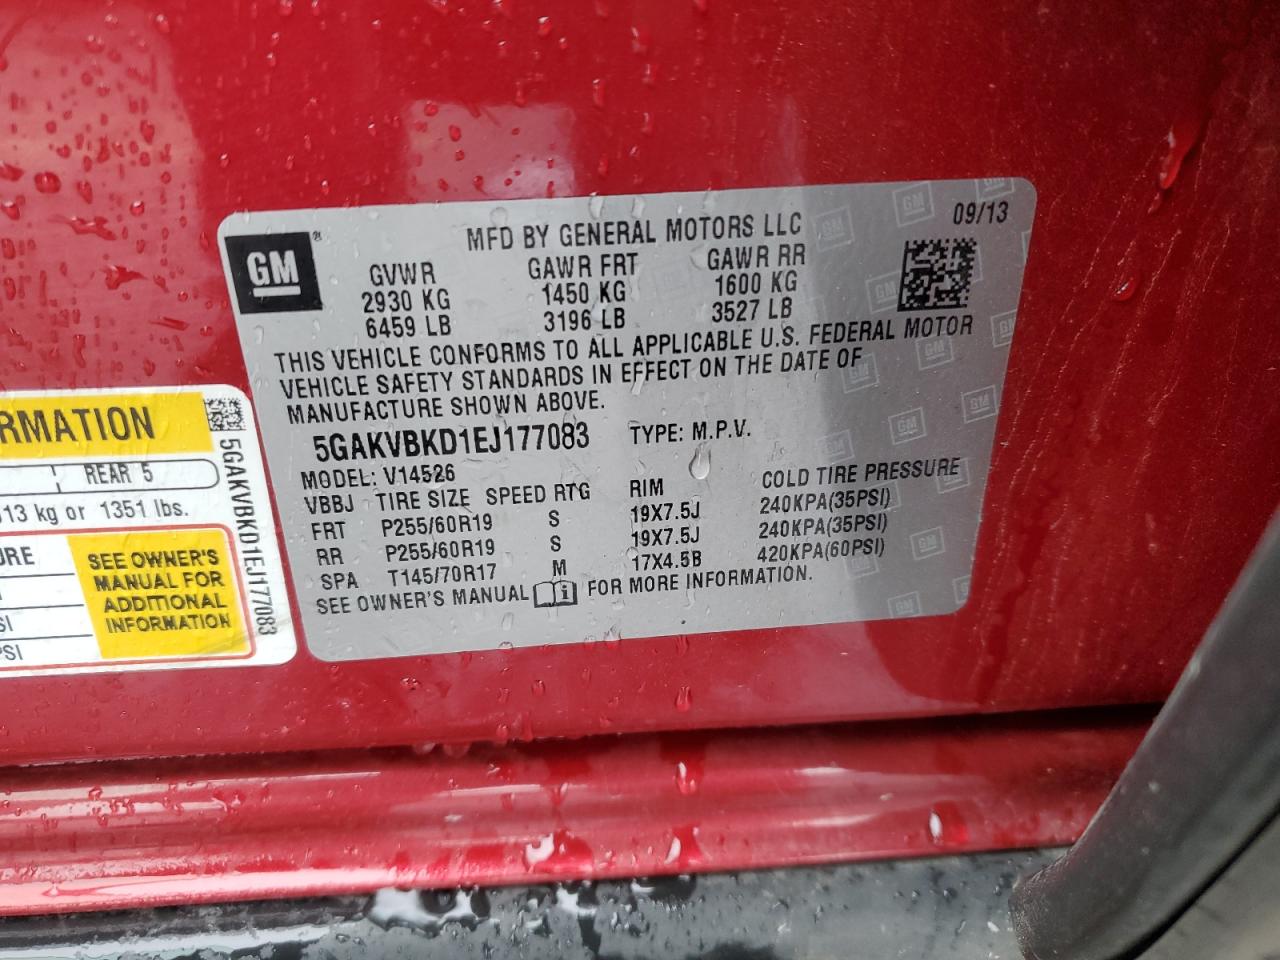 GM
MFD BY GENERAL MOTORS LLC
09/13
GVWR GAWR FRT GAWR RR
2930 KG 1450 KG 1600 KG
6459 LB 3196 LB 3527 LB
THIS VEHICLE CONFORMS TO ALL APPLICABLE U.S. FEDERAL MOTOR
VEHICLE SAFETY STANDARDS IN EFFECT ON THE DATE OF
MANUFACTURE SHOWN ABOVE.
5GAKVBKD1EJ177083 TYPE: M.P.V.
MODEL: V14526
VBBJ TIRE SIZE SPEED RTG RIM COLD TIRE PRESSURE
FRT P255/60R19 S 19X7.5J 240KPA(35PSI)
RR P255/60R19 S 19X7.5J 240KPA(35PSI)
SPA T145/70R17 M 17X4.5B 420KPA(60PSI)
SEE OWNER'S MANUAL FOR MORE INFORMATION.
RMATION
REAR 5
13 kg or 1351 lbs.
URE
SI
PSI
SEE OWNER'S
MANUAL FOR
ADDITIONAL
INFORMATION
5GAKVBKD1EJ177083